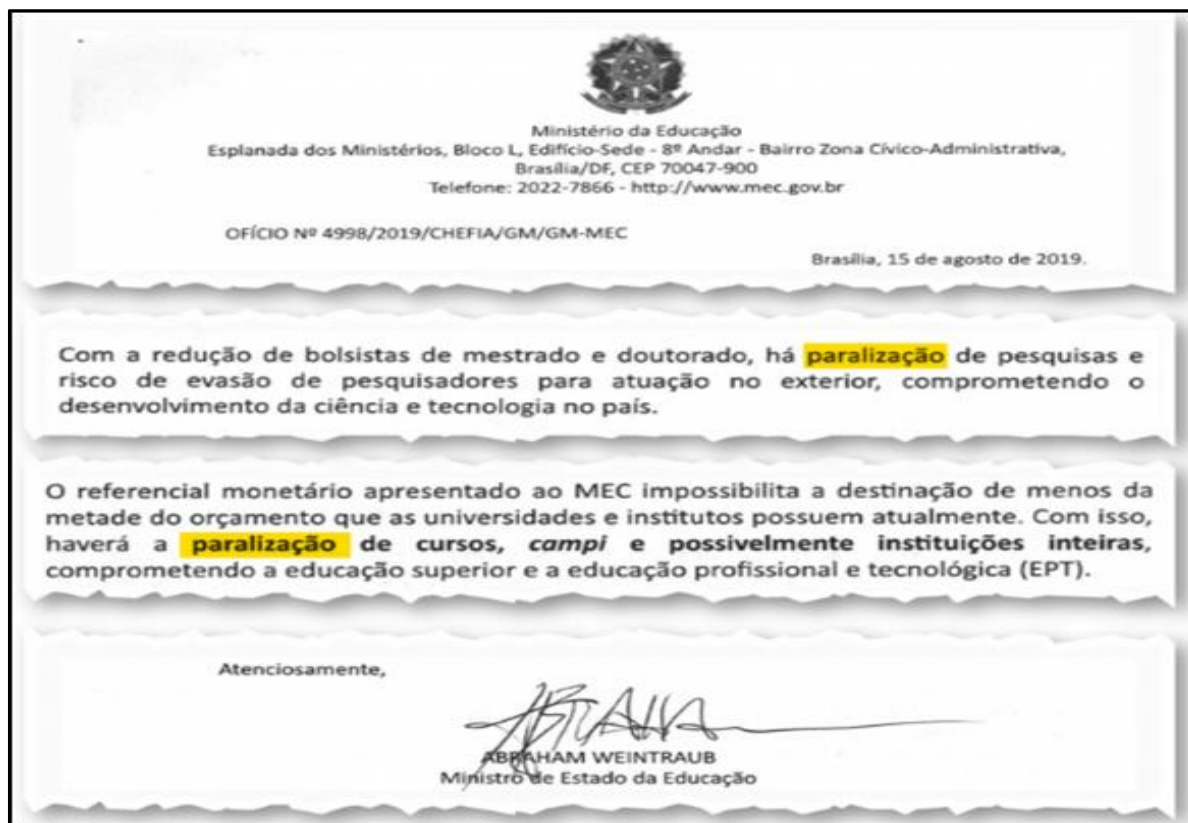 Ministério da Educação
Esplanada dos Ministérios, Bloco L, Edifício-Sede - 8º Andar - Bairro Zona Cívico-Administrativa,
Brasília/DF, CEP 70047-900
Telefone: 2022-7866 - http://www.mec.gov.br
OFÍCIO Nº 4998/2019/CHEFIA/GM/GM-MEC
Brasília, 15 de agosto de 2019.
Com a redução de bolsistas de mestrado e doutorado, há paralização de pesquisas e
risco de evasão de pesquisadores para atuação no exterior, comprometendo o
desenvolvimento da ciência e tecnologia no país.
O referencial monetário apresentado ao MEC impossibilita a destinação de menos da
metade do orçamento que as universidades e institutos possuem atualmente. Com isso,
haverá a paralização de cursos, campi e possivelmente instituições inteiras,
comprometendo a educação superior e a educação profissional e tecnológica (EPT).
Atenciosamente,
ABRAHAM WEINTRAUB
Ministro de Estado da Educação